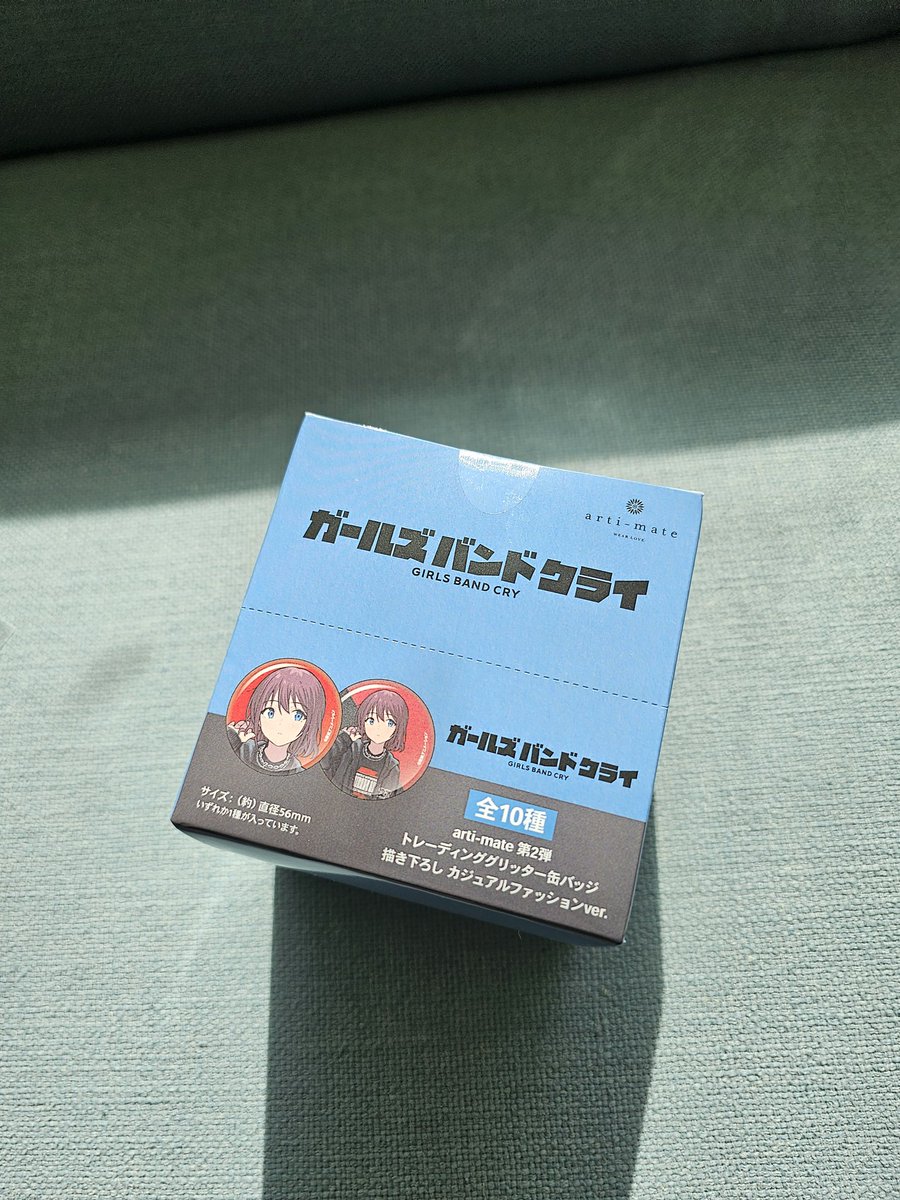 arti-mate
WEAR LOVE.
ガールズバンドクライ
GIRLS BAND CRY
ガールズバンドクライ
GIRLS BAND CRY
サイズ：(約) 直径56mm
いずれか1種が入っています。
全10種
arti-mate 第2弾
トレーディンググリッター缶バッジ
描き下ろし カジュアルファッションver.